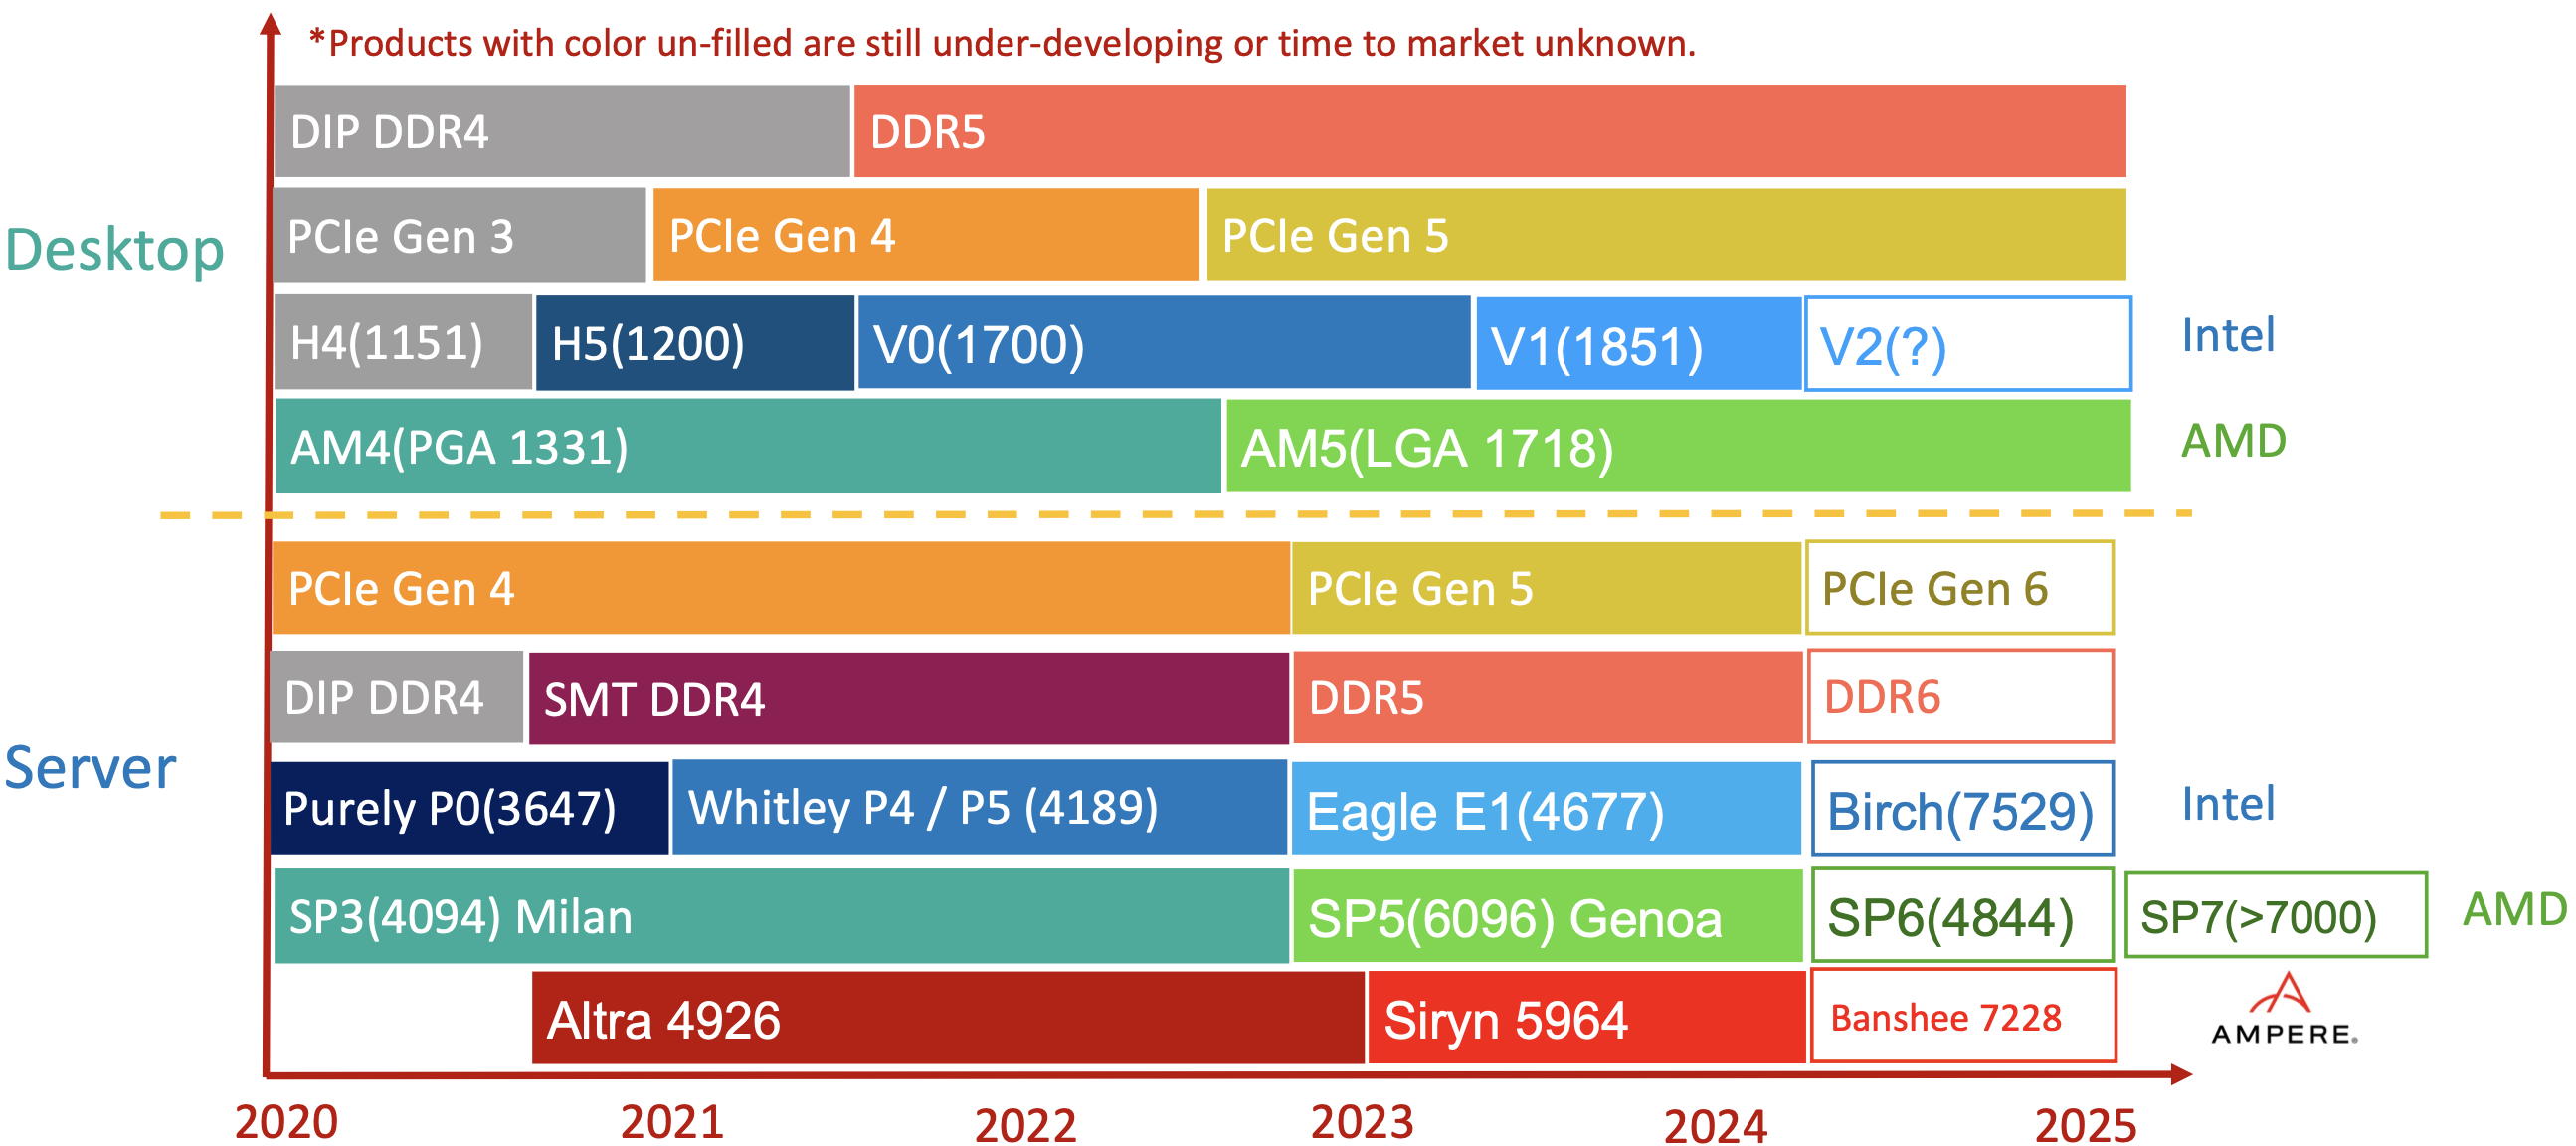 *Products with color un-filled are still under-developing or time to market unknown.
DIP DDR4 DDR5
Desktop
PCIe Gen 3 PCIe Gen 4 PCIe Gen 5
H4(1151) H5(1200) V0(1700) V1(1851) V2(?) Intel
AM4(PGA 1331) AM5(LGA 1718) AMD
PCIe Gen 4 PCIe Gen 5 PCIe Gen 6
DIP DDR4 SMT DDR4 DDR5 DDR6
Server
Purely P0(3647) Whitley P4 / P5 (4189) Eagle E1(4677) Birch(7529) Intel
SP3(4094) Milan SP5(6096) Genoa SP6(4844) SP7(>7000) AMD
Altra 4926 Siryn 5964 Banshee 7228 AMPERE.
2020 2021 2022 2023 2024 2025